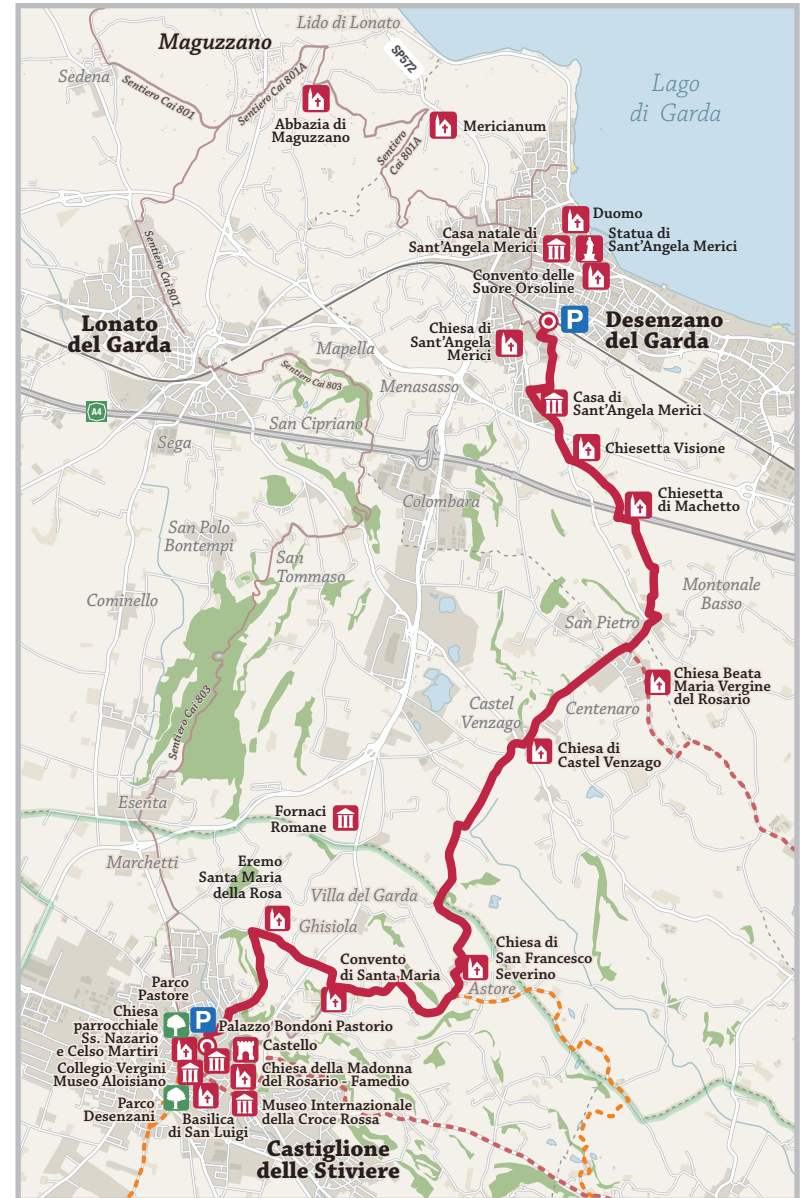 Lido di Lonato
Maguzzano
SP572
Lago
di Garda
Sedena
Sentiero Cai 801
Sentiero Cai 801A
Abbazia di
Maguzzano
Sentiero
Cai 801A
Mericianum
Duomo
Casa natale di
Sant'Angela Merici
Statua di
Sant'Angela Merici
Sentiero Cai 801
Convento delle
Suore Orsoline
P
Desenzano
del Garda
Lonato
del Garda
Chiesa di
Sant'Angela
Merici
Mapella
Sentiero Cai 803
Menasasso
Casa di
Sant'Angela Merici
A4
San Cipriano
Sega
Chiesetta Visione
Colombara
Chiesetta
di Machetto
San Polo
Bontempi
San
Tommaso
Cominello
Montonale
Basso
San Pietro
Chiesa Beata
Maria Vergine
del Rosario
Sentiero Cai 803
Castel
Venzago
Centenaro
Chiesa di
Castel Venzago
Esenta
Fornaci
Romane
Marchetti
Eremo
Santa Maria
della Rosa
Villa del Garda
Ghisiola
Convento
di Santa Maria
Chiesa di
San Francesco
Severino
Astore
Parco
Pastore
P
Palazzo Bondoni Pastorio
Chiesa
parrocchiale
Ss. Nazario
e Celso Martiri
Castello
Collegio Vergini
Museo Aloisiano
Chiesa della Madonna
del Rosario - Famedio
Parco
Desenzani
Basilica
di San Luigi
Museo Internazionale
della Croce Rossa
Castiglione
delle Stiviere